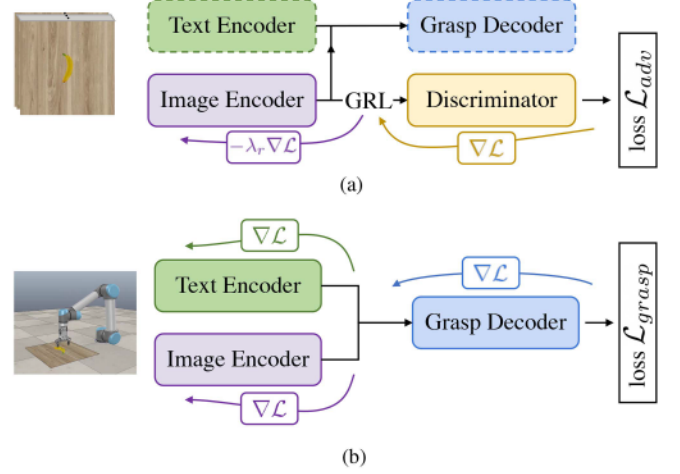 Text Encoder
Grasp Decoder
Image Encoder
GRL
Discriminator
loss ℒ_adv
−λ_r∇ℒ
∇ℒ
(a)
∇ℒ
Text Encoder
∇ℒ
Grasp Decoder
loss ℒ_grasp
Image Encoder
∇ℒ
(b)